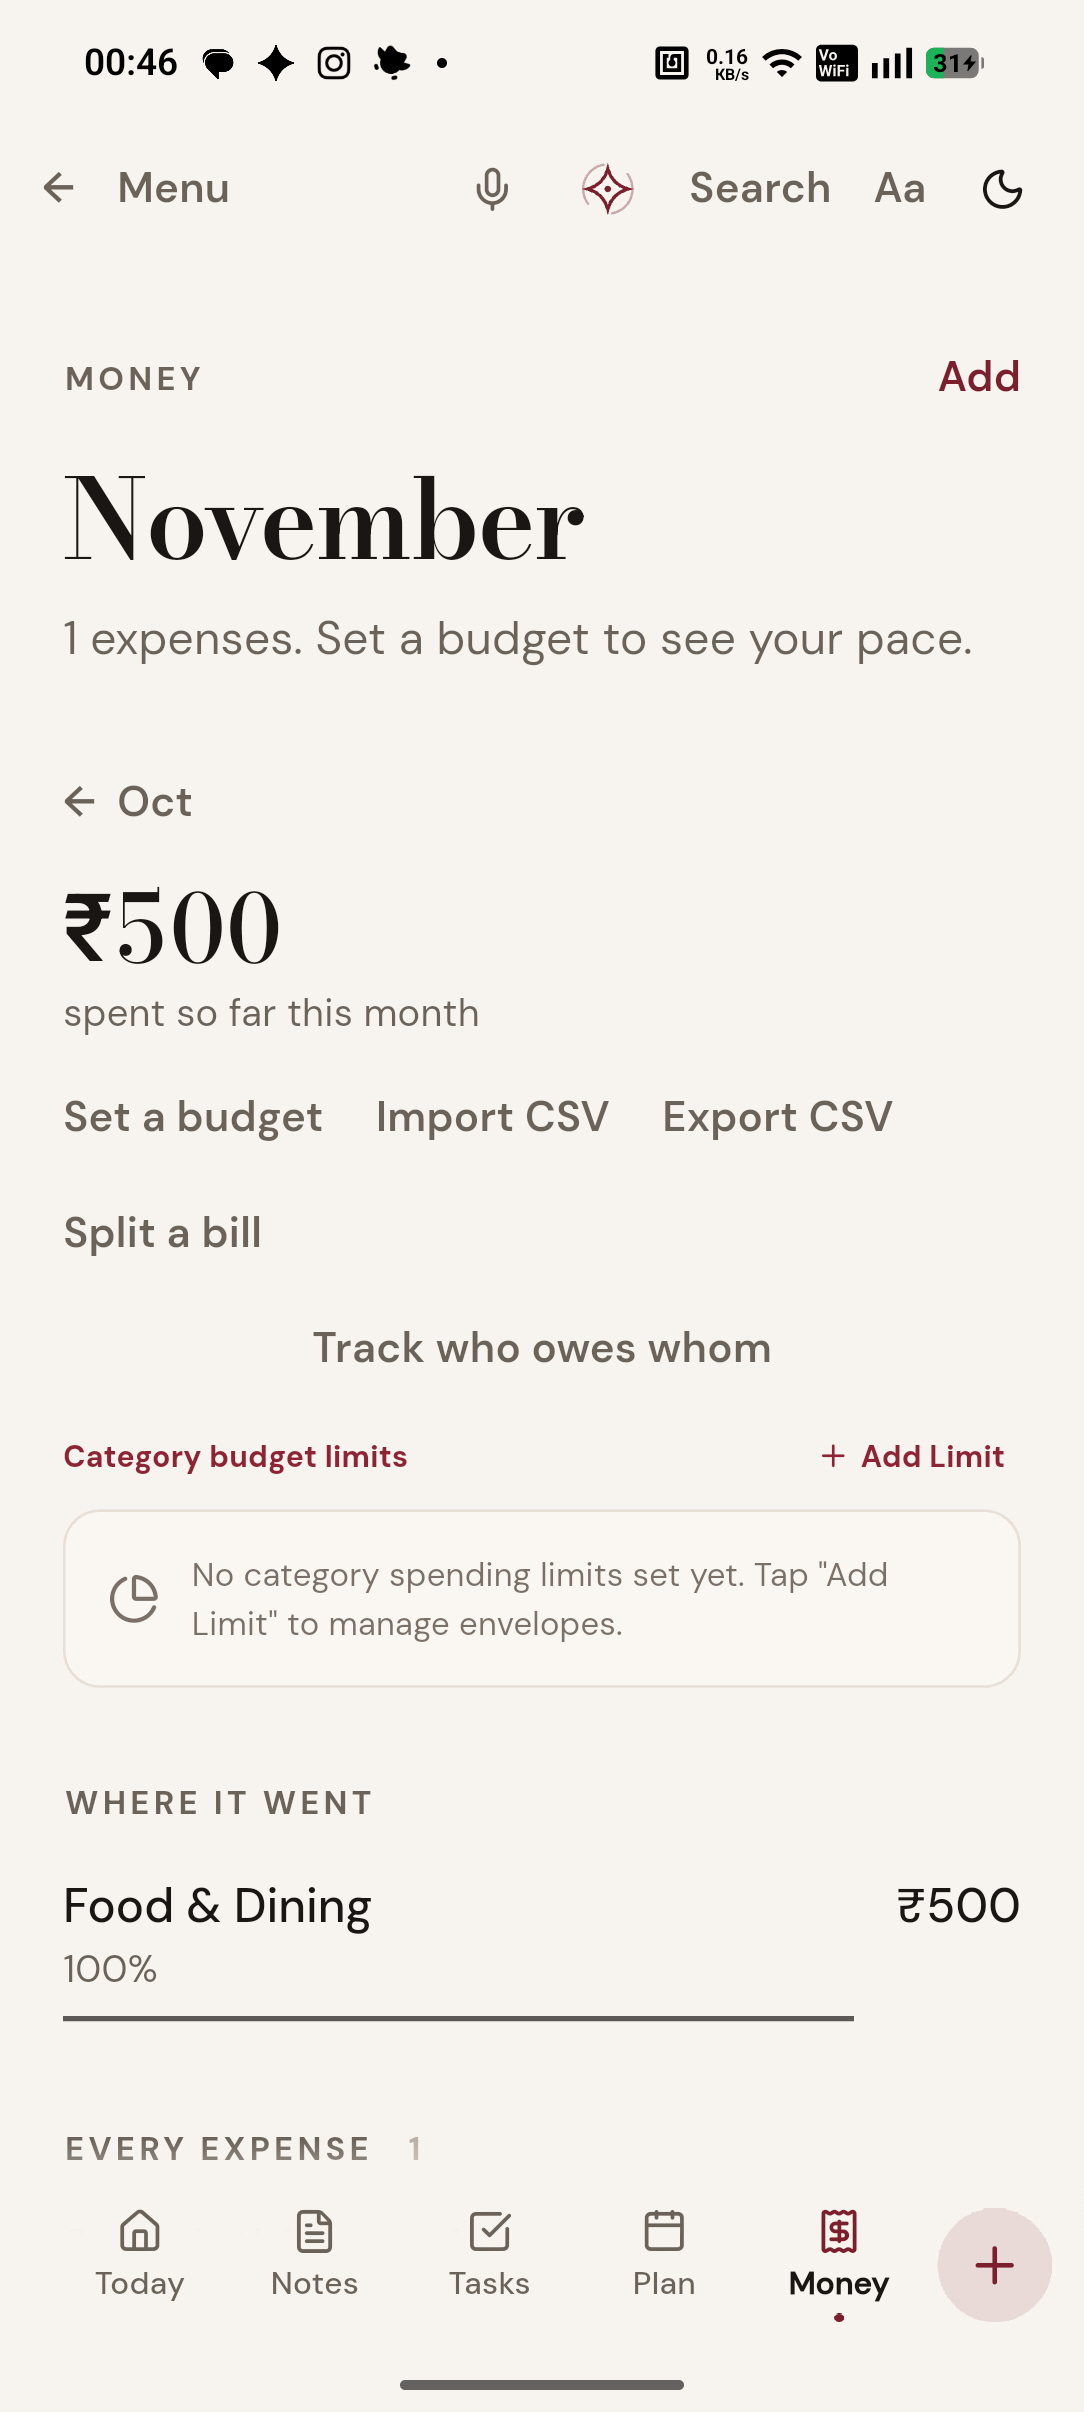 00:46
0.16
KB/s
Vo
WiFi
31
Menu
Search
Aa
MONEY
Add
November
1 expenses. Set a budget to see your pace.
Oct
₹500
spent so far this month
Set a budget
Import CSV
Export CSV
Split a bill
Track who owes whom
Category budget limits
+ Add Limit
No category spending limits set yet. Tap "Add
Limit" to manage envelopes.
WHERE IT WENT
Food & Dining
₹500
100%
EVERY EXPENSE 1
Today
Notes
Tasks
Plan
Money